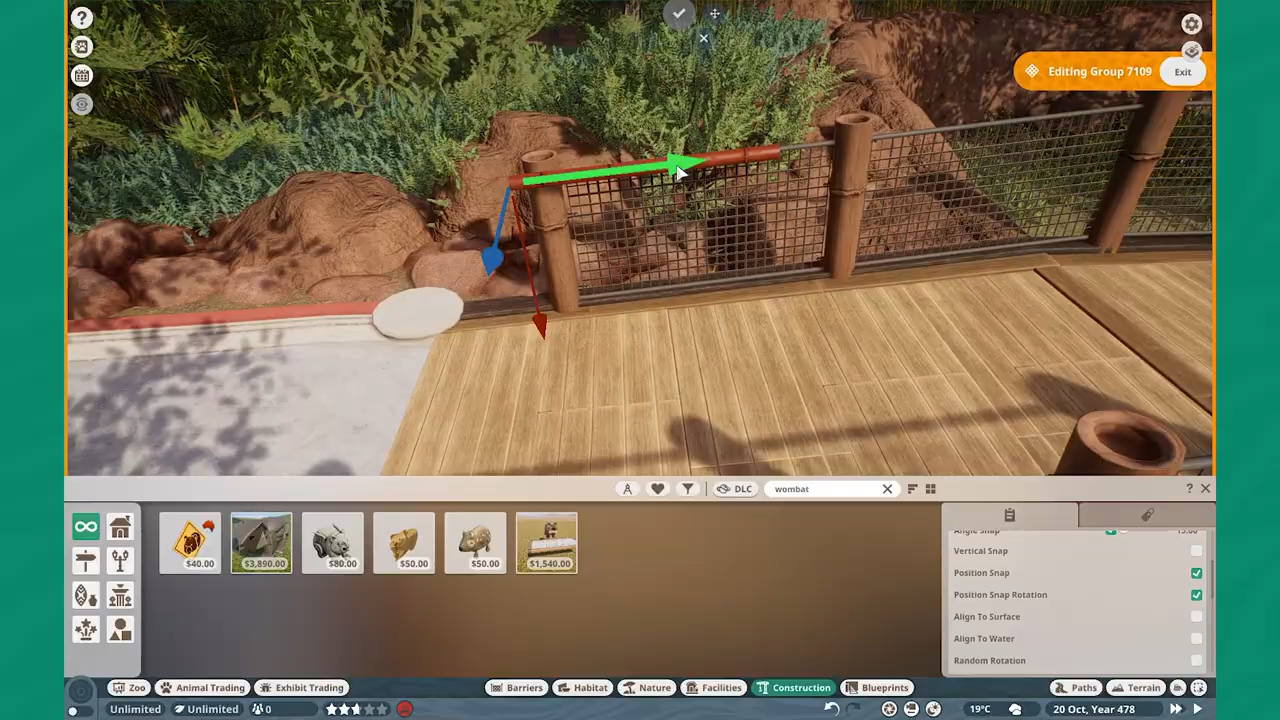 ?
Editing Group 7109
Exit
DLC
wombat
?
$40.00
$3,890.00
$80.00
$50.00
$50.00
$1,540.00
Vertical Snap
Position Snap
Position Snap Rotation
Align To Surface
Align To Water
Random Rotation
Zoo
Animal Trading
Exhibit Trading
Barriers
Habitat
Nature
Facilities
Construction
Blueprints
Paths
Terrain
Unlimited
Unlimited
0
19°C
20 Oct, Year 478